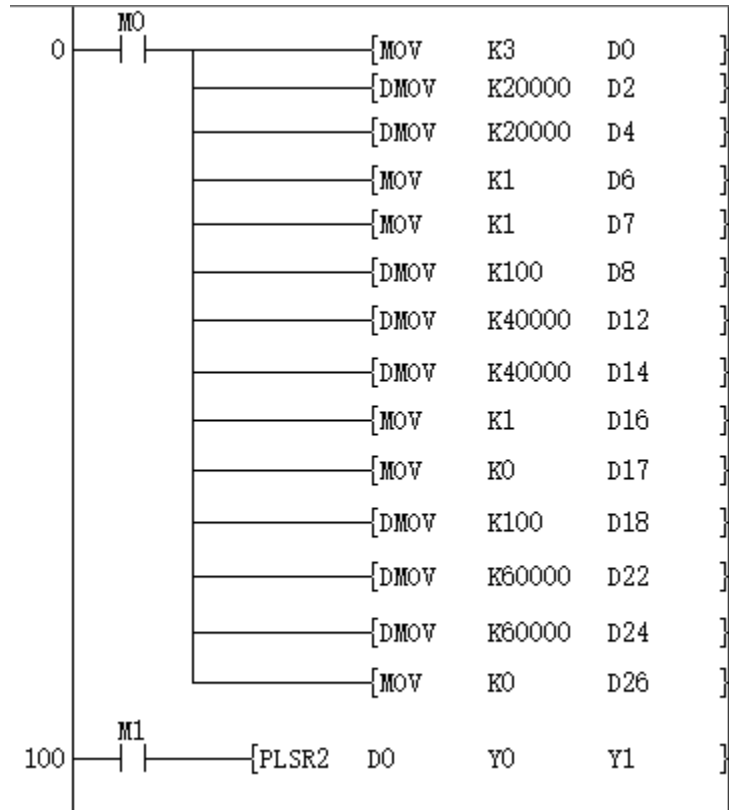 M0
0 [MOV K3 D0 ]
[DMOV K20000 D2 ]
[DMOV K20000 D4 ]
[MOV K1 D6 ]
[MOV K1 D7 ]
[DMOV K100 D8 ]
[DMOV K40000 D12 ]
[DMOV K40000 D14 ]
[MOV K1 D16 ]
[MOV K0 D17 ]
[DMOV K100 D18 ]
[DMOV K60000 D22 ]
[DMOV K60000 D24 ]
[MOV K0 D26 ]
M1
100 [PLSR2 D0 Y0 Y1 ]